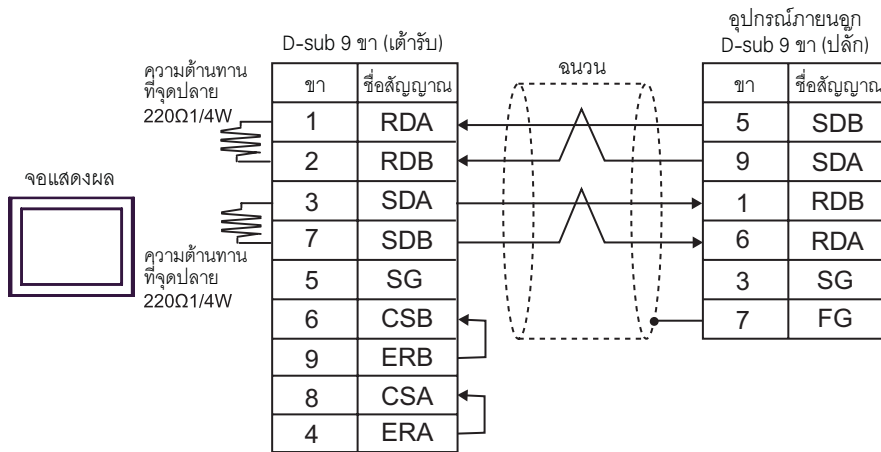 อุปกรณ์ภายนอก
D-sub 9 ขา (เต้ารับ)
D-sub 9 ขา (ปลั๊ก)
ความต้านทาน
ที่จุดปลาย
220Ω1/4W
ขา ชื่อสัญญาณ
ฉนวน
ขา ชื่อสัญญาณ
1 RDA
5 SDB
2 RDB
9 SDA
จอแสดงผล
3 SDA
1 RDB
7 SDB
6 RDA
ความต้านทาน
ที่จุดปลาย
220Ω1/4W
5 SG
3 SG
6 CSB
7 FG
9 ERB
8 CSA
4 ERA